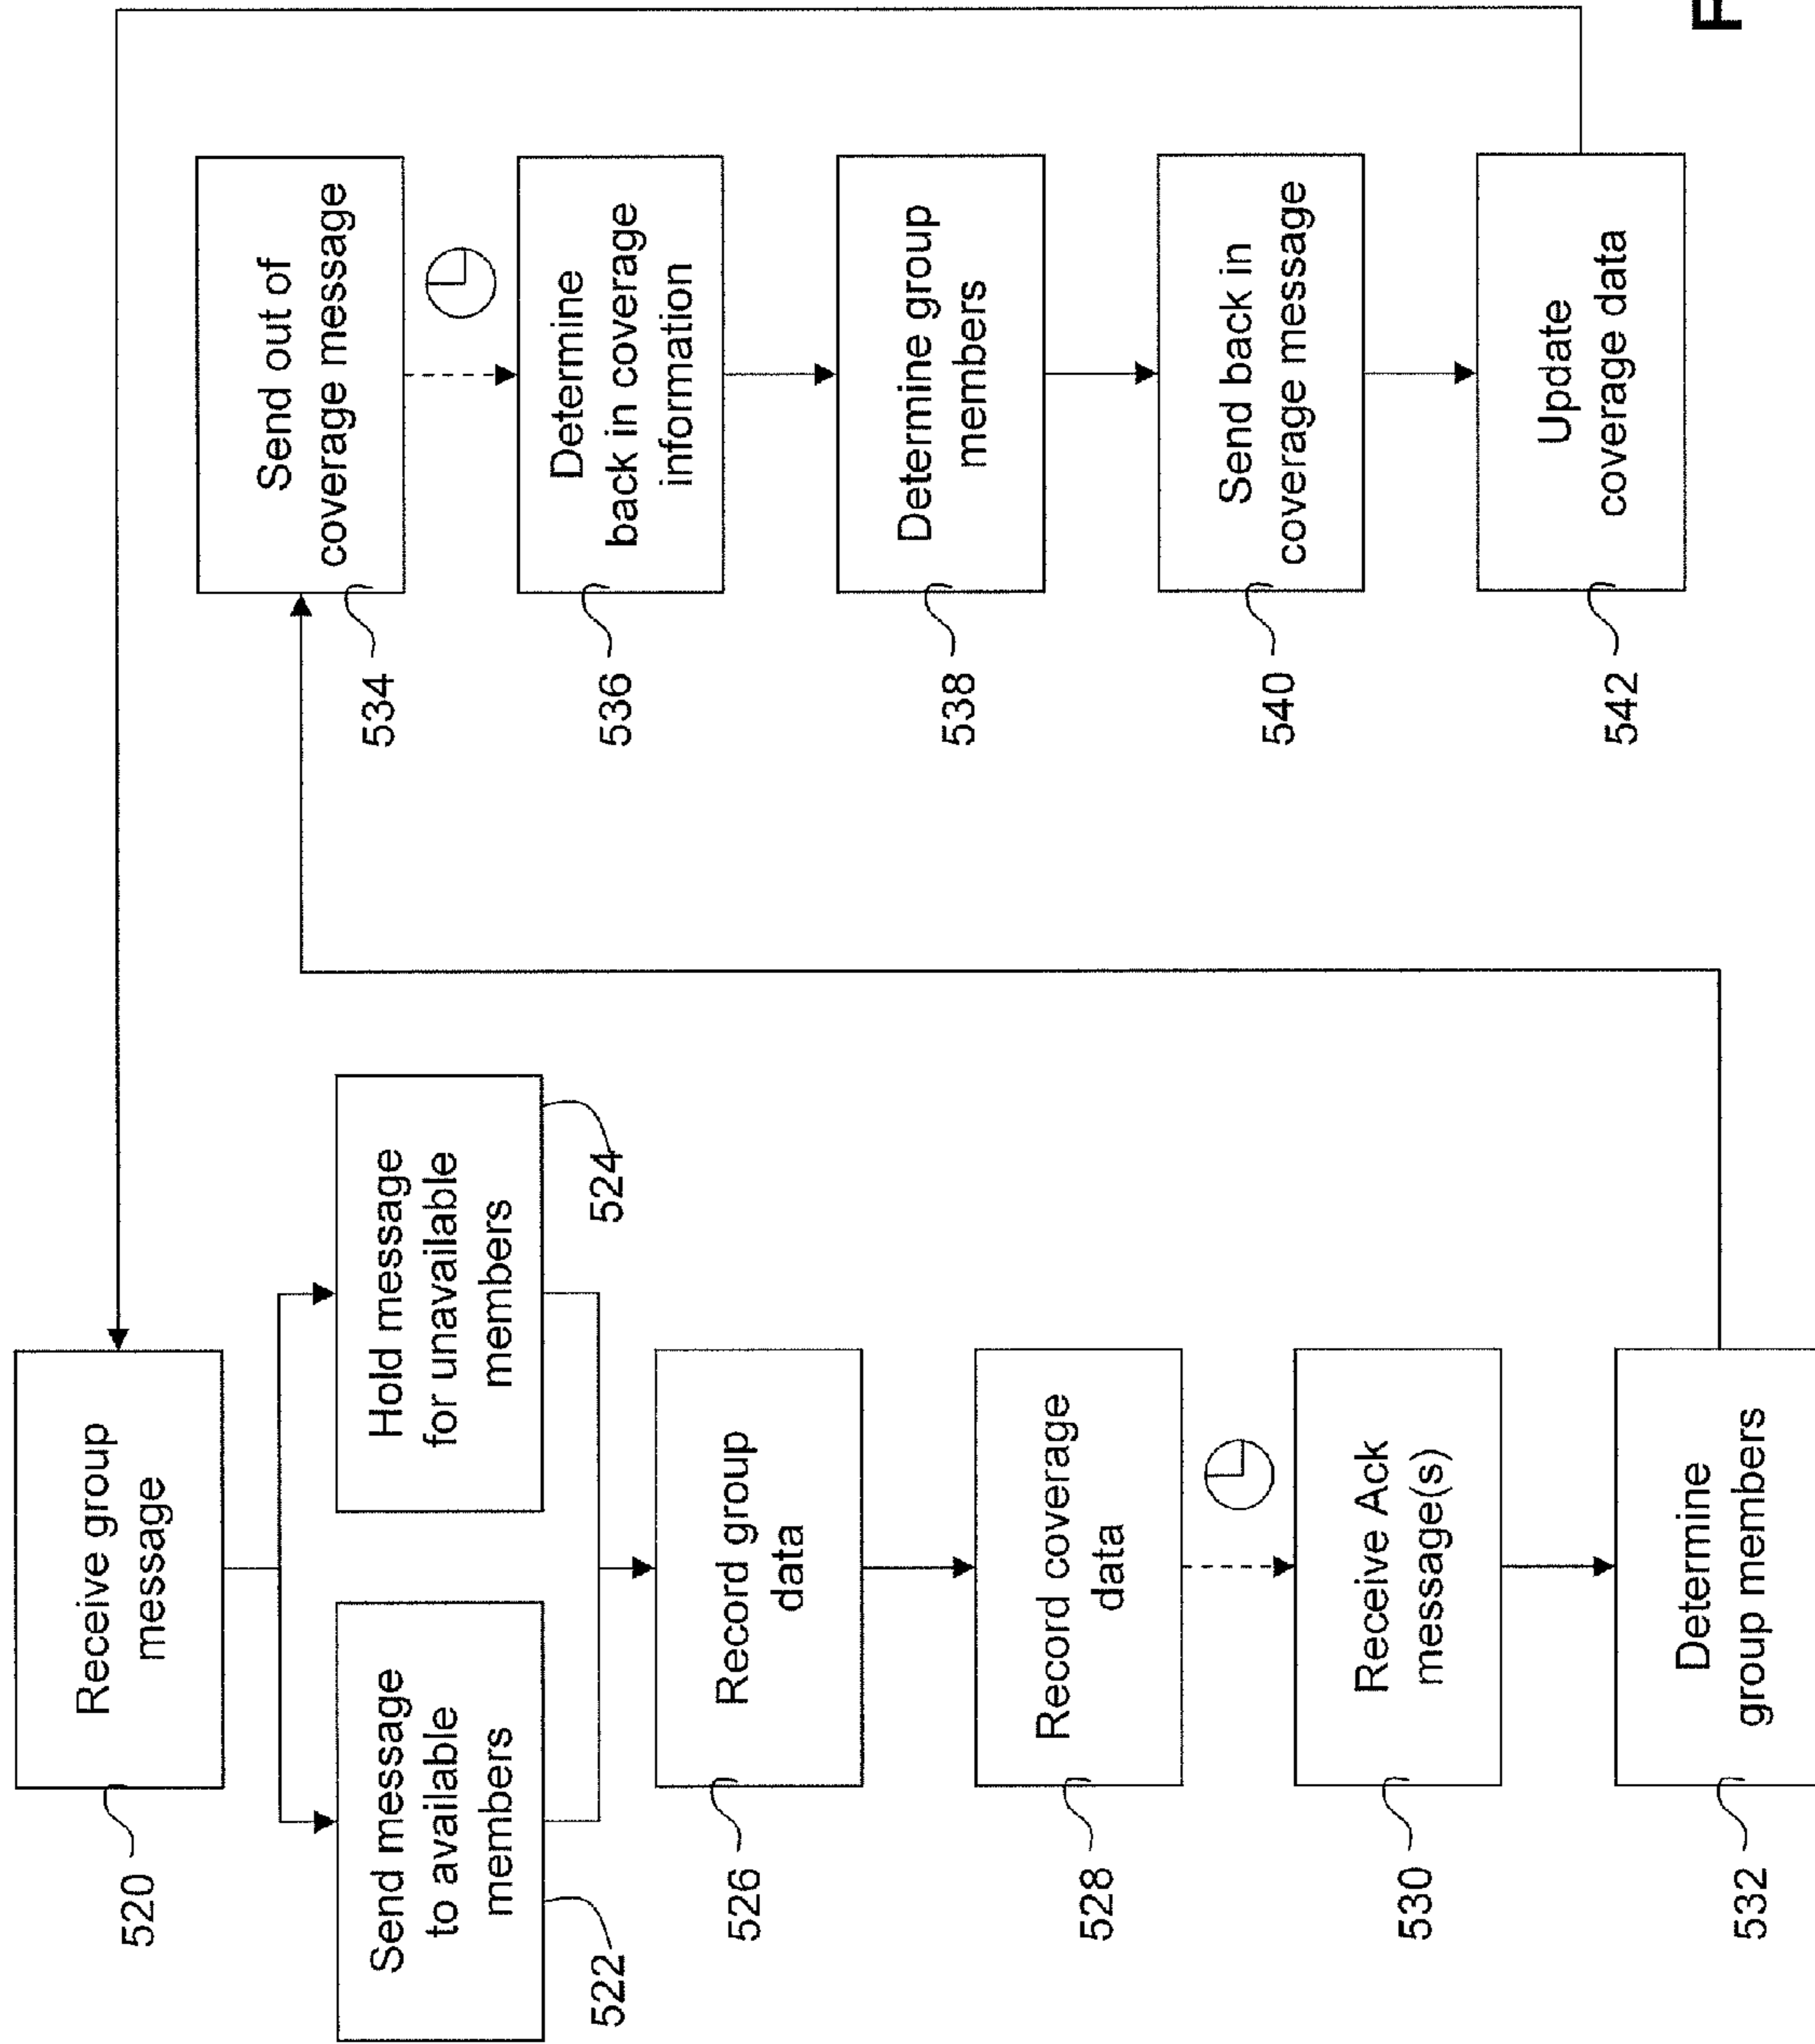 Receive group
message
520
Send message
to available
members
522
Hold message
for unavailable
members
524
Record group
data
526
Record coverage
data
528
Receive Ack
message(s)
530
Determine
group members
532
Send out of
coverage message
534
Determine
back in coverage
information
536
Determine group
members
538
Send back in
coverage message
540
Update
coverage data
542
F